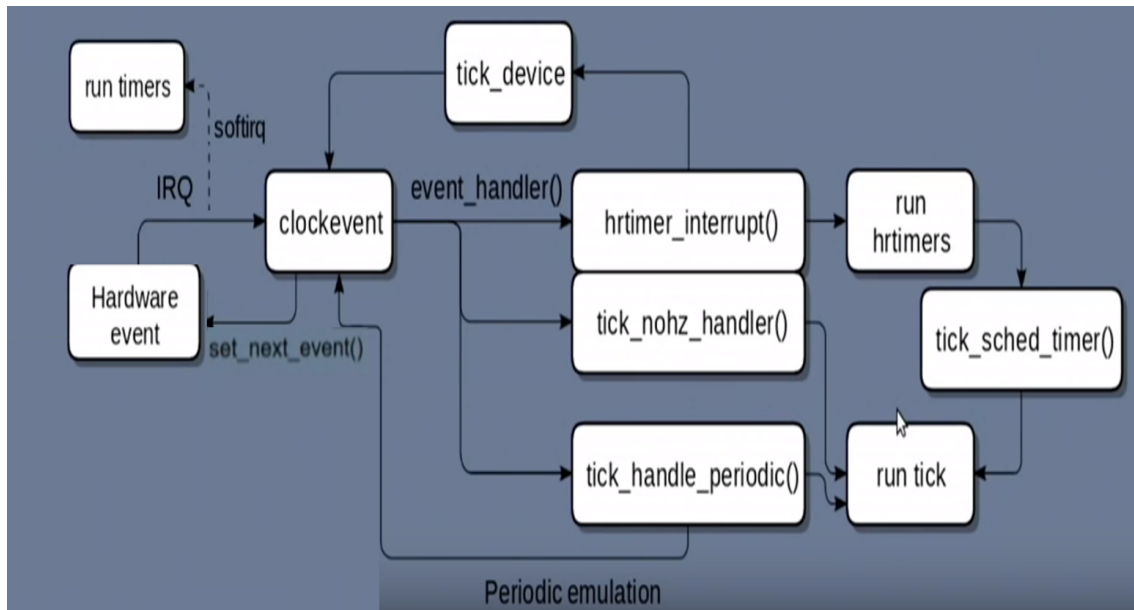 run timers
softirq
IRQ
tick_device
clockevent
event_handler()
hrtimer_interrupt()
run
hrtimers
Hardware
event
set_next_event()
tick_nohz_handler()
tick_sched_timer()
tick_handle_periodic()
run tick
Periodic emulation